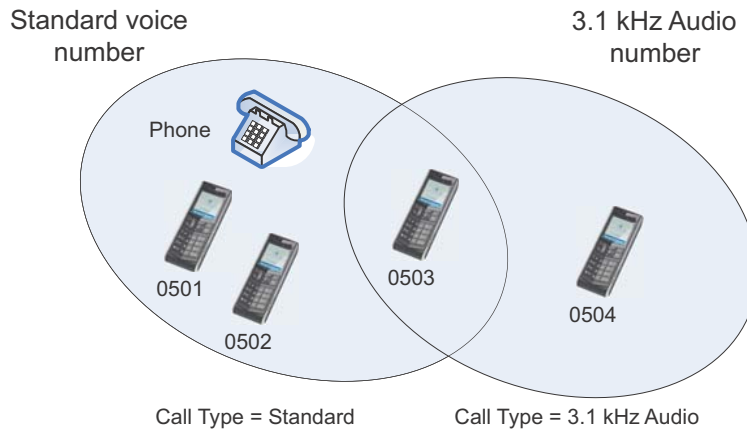 Standard voice
number
3.1 kHz Audio
number
Phone
0501
0502
0503
0504
Call Type = Standard
Call Type = 3.1 kHz Audio